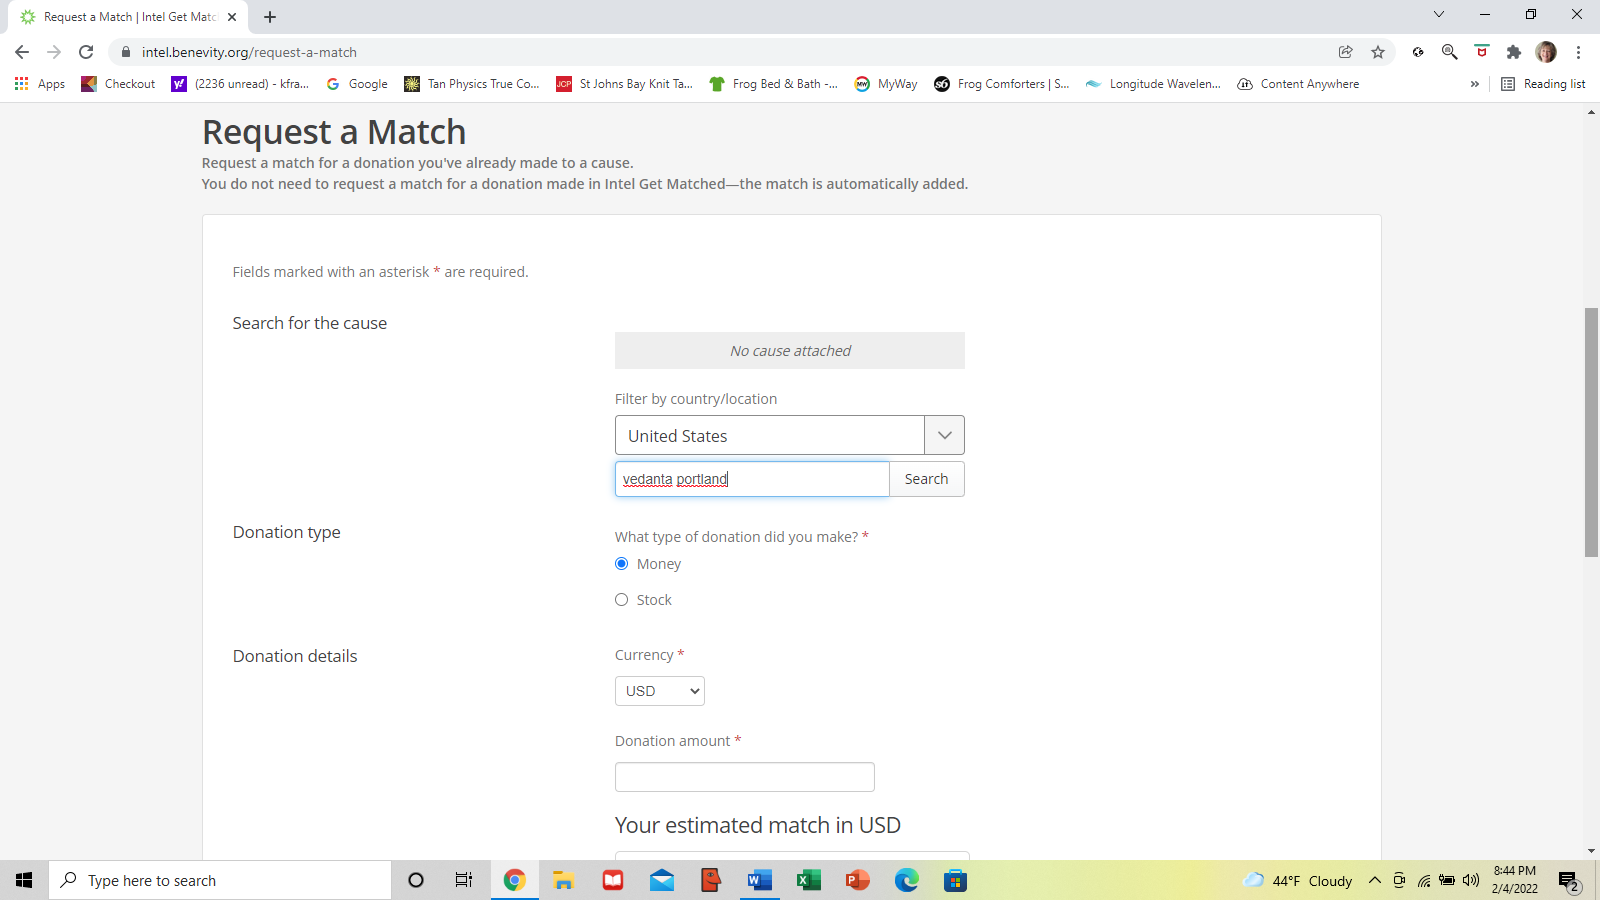 Request a Match | Intel Get Matc
intel.benevity.org/request-a-match
Apps
Checkout
(2236 unread) - kfra...
Google
Tan Physics True Co...
JCP
St Johns Bay Knit Ta...
Frog Bed & Bath -...
MW
MyWay
Frog Comforters | S...
Longitude Wavelen...
Content Anywhere
»
Reading list
Request a Match
Request a match for a donation you've already made to a cause.
You do not need to request a match for a donation made in Intel Get Matched—the match is automatically added.
Fields marked with an asterisk * are required.
Search for the cause
No cause attached
Filter by country/location
United States
vedanta portland
Search
Donation type
What type of donation did you make? *
Money
Stock
Donation details
Currency *
USD
Donation amount *
Your estimated match in USD
Type here to search
44°F Cloudy
8:44 PM
2/4/2022
2